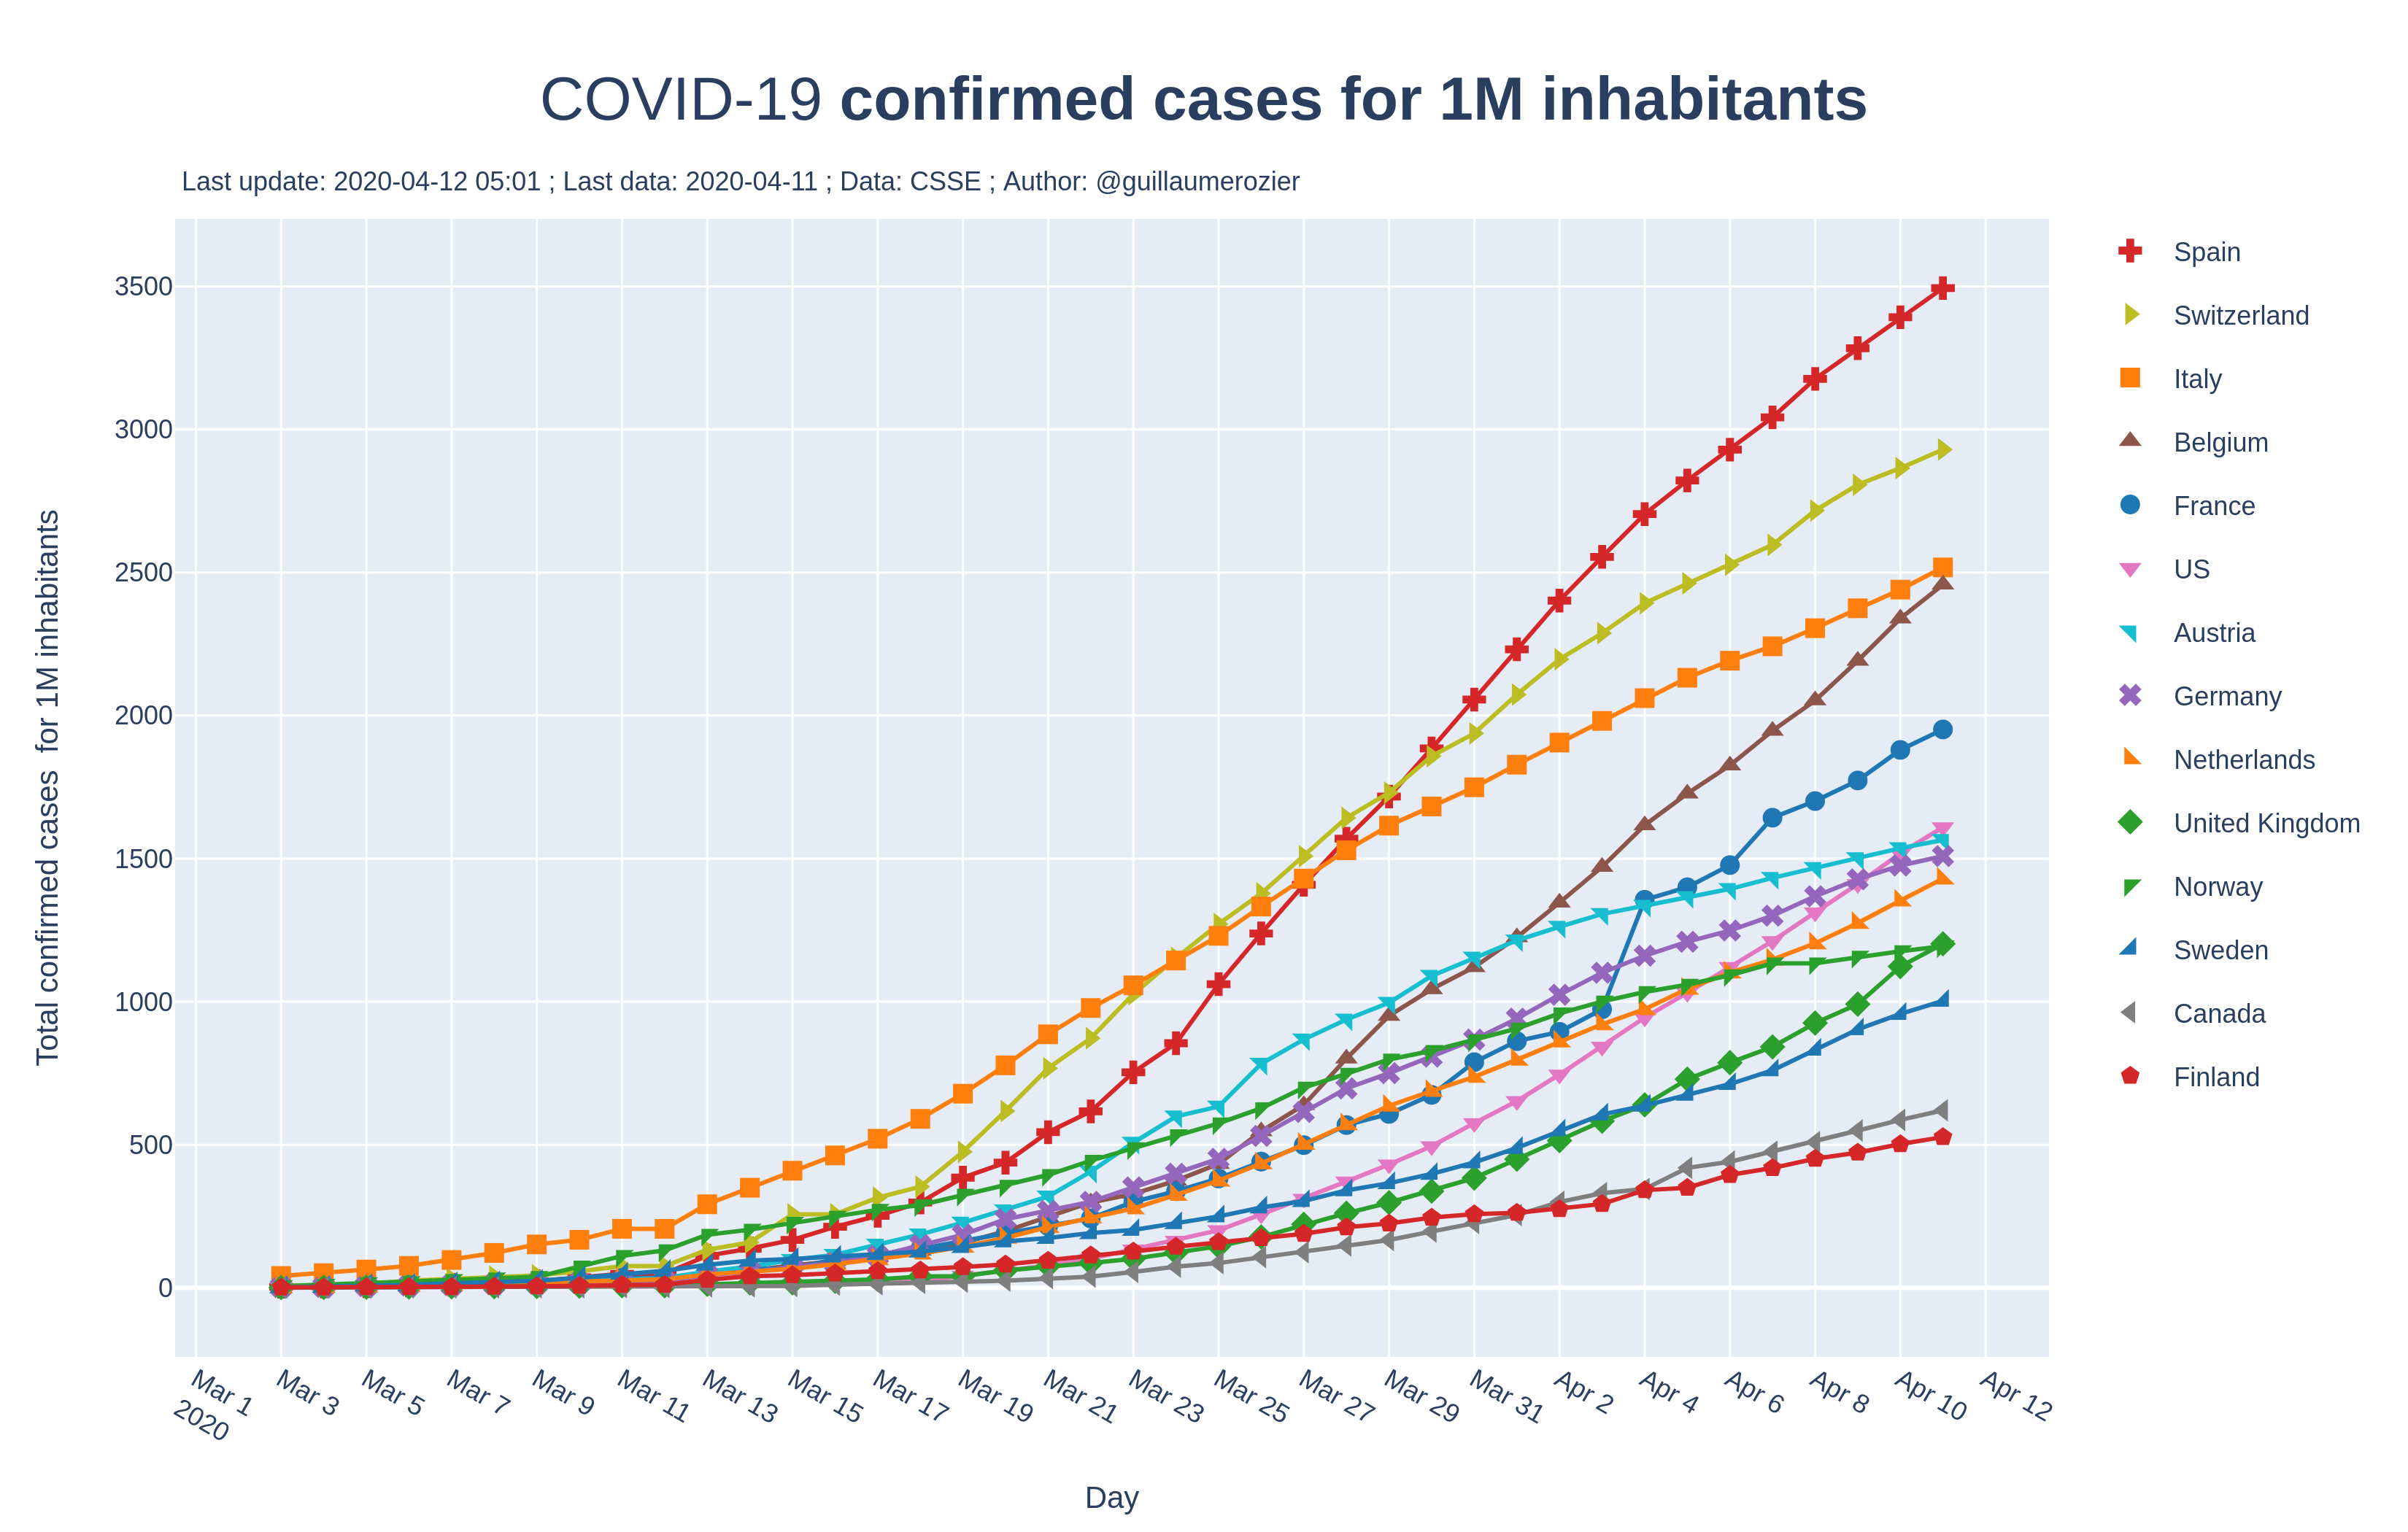 COVID-19 confirmed cases for 1M inhabitants
Last update: 2020-04-12 05:01 ; Last data: 2020-04-11 ; Data: CSSE ; Author: @guillaumerozier
Total confirmed cases for 1M inhabitants
3500
3000
2500
2000
1500
1000
500
0
Mar 1
2020
Mar 3
Mar 5
Mar 7
Mar 9
Mar 11
Mar 13
Mar 15
Mar 17
Mar 19
Mar 21
Mar 23
Mar 25
Mar 27
Mar 29
Mar 31
Apr 2
Apr 4
Apr 6
Apr 8
Apr 10
Apr 12
Day
Spain
Switzerland
Italy
Belgium
France
US
Austria
Germany
Netherlands
United Kingdom
Norway
Sweden
Canada
Finland